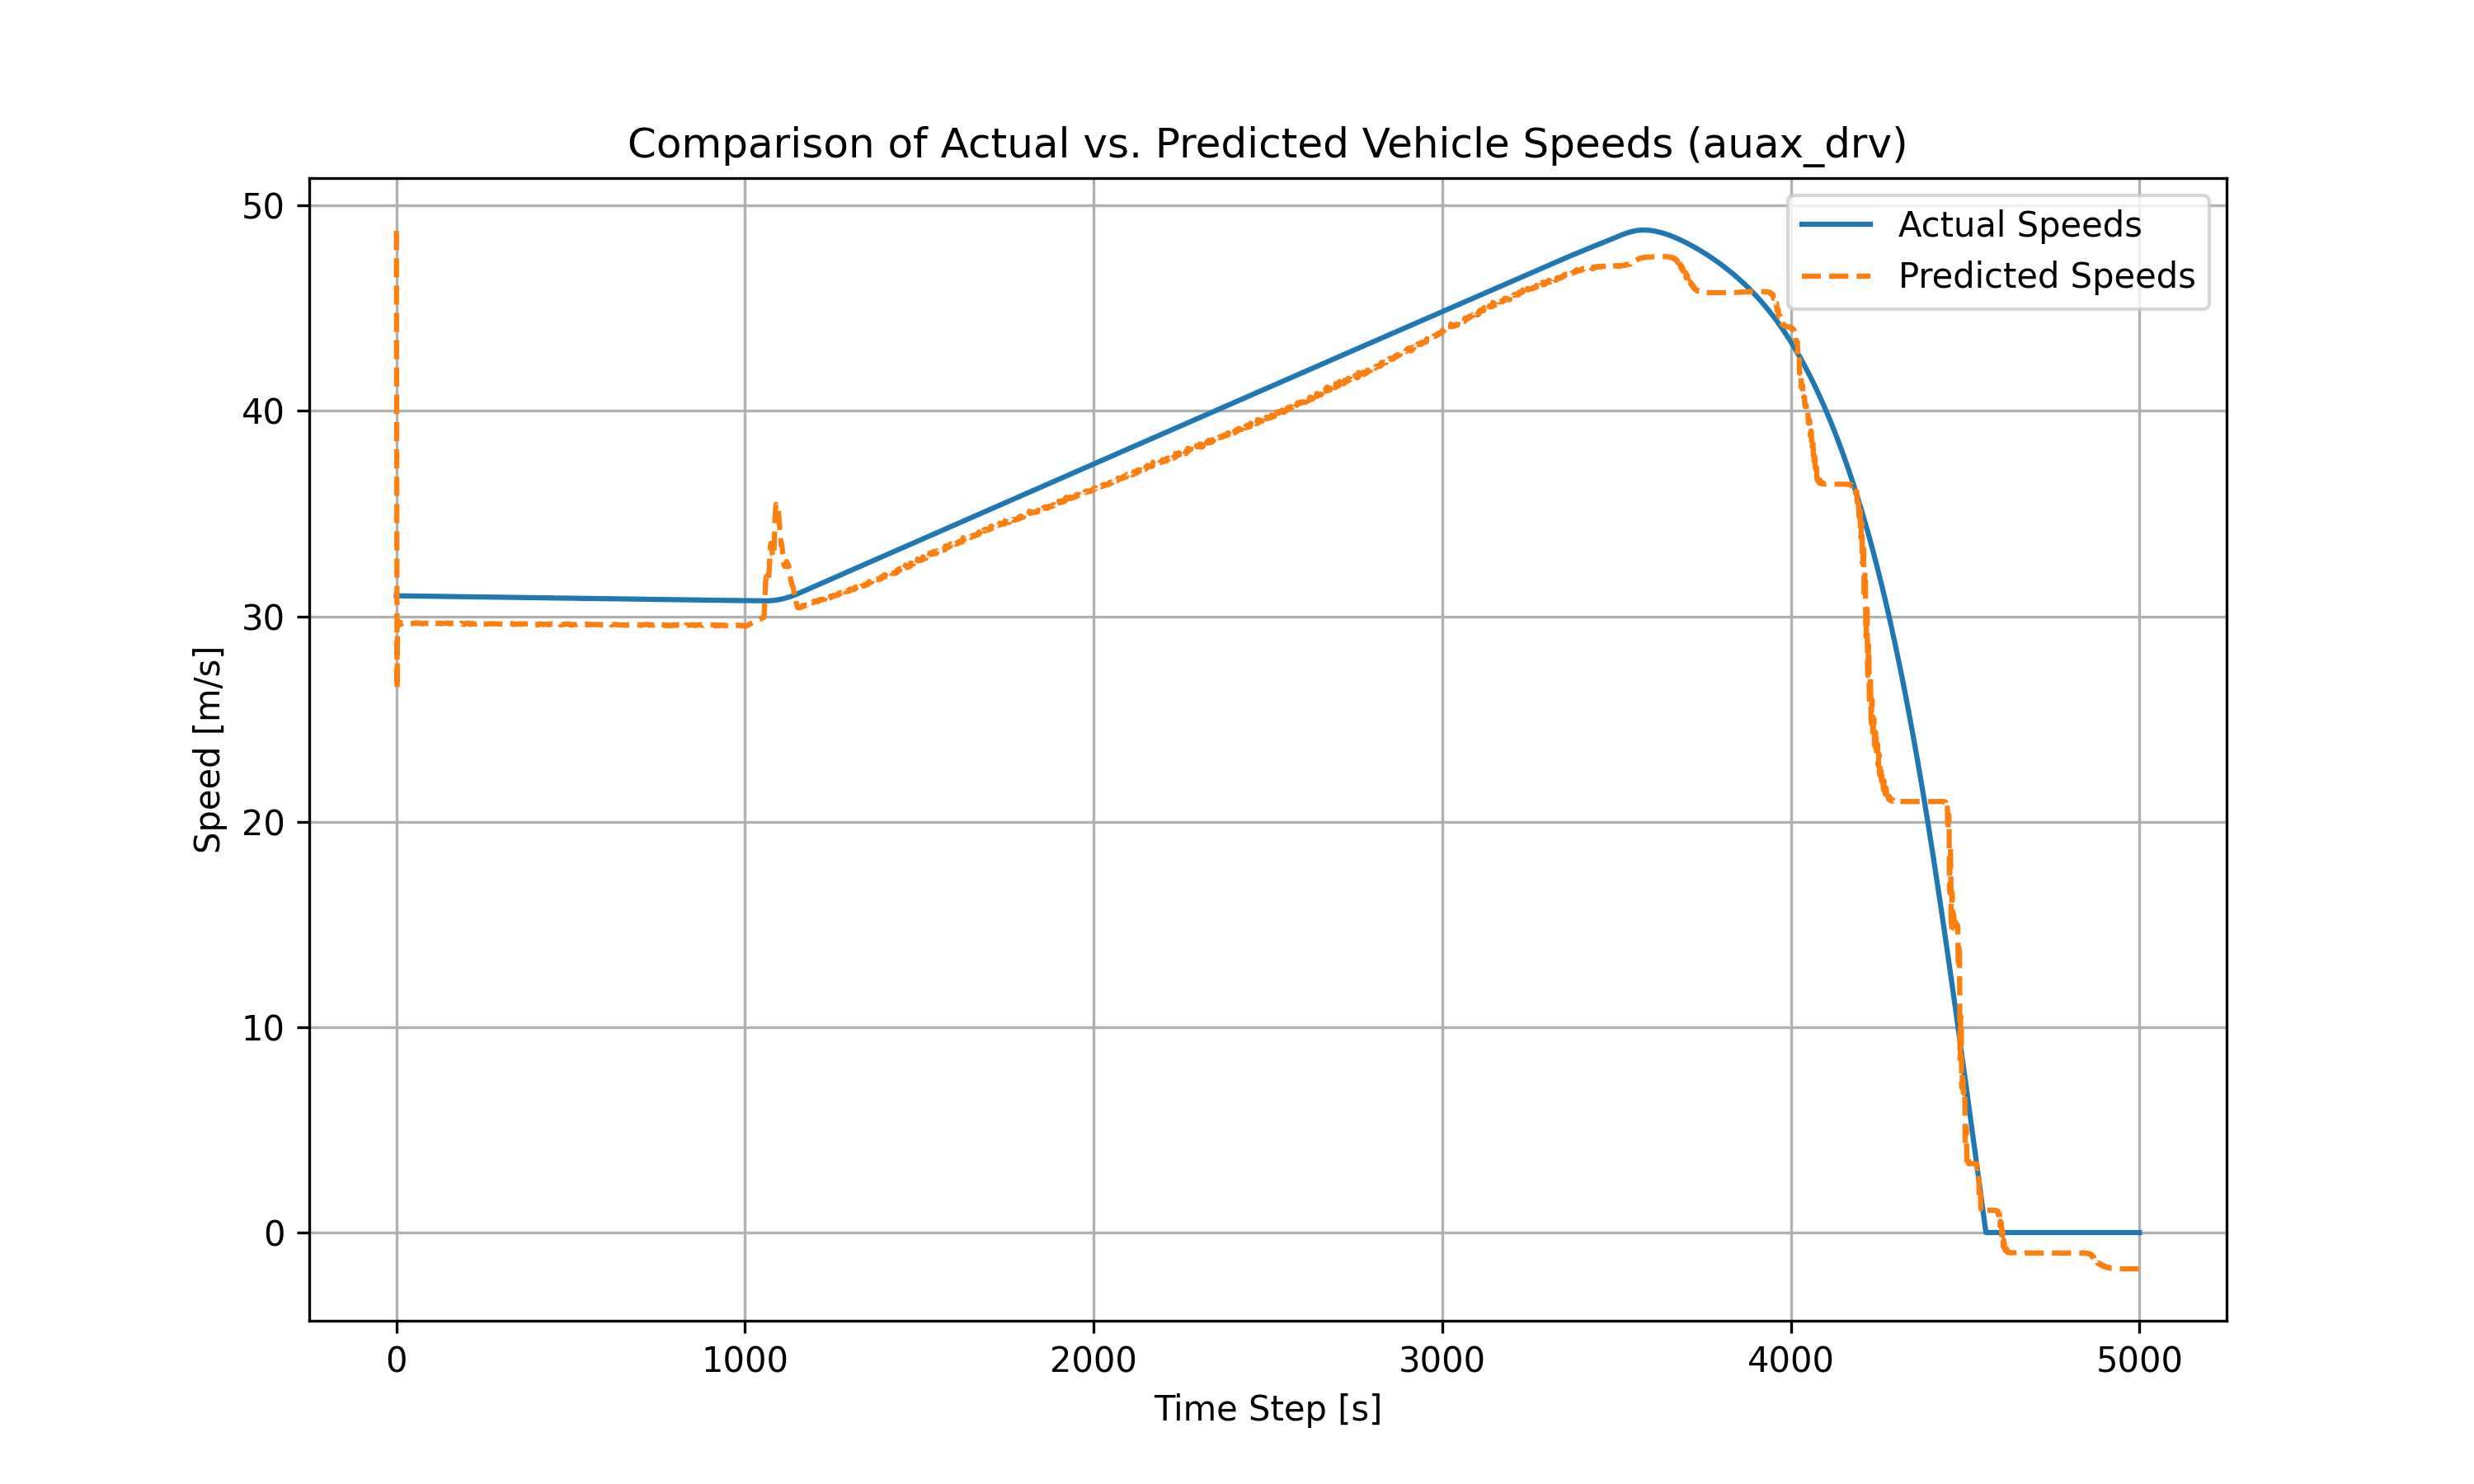 Comparison of Actual vs. Predicted Vehicle Speeds (auax_drv)
Actual Speeds
Predicted Speeds
50
40
30
20
10
0
Speed [m/s]
0 1000 2000 3000 4000 5000
Time Step [s]